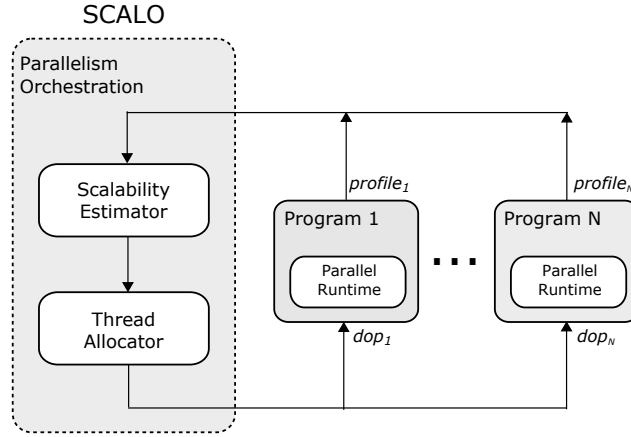 SCALO
Parallelism
Orchestration
Scalability
Estimator
Thread
Allocator
profile₁
Program 1
Parallel
Runtime
dop₁
...
profileN
Program N
Parallel
Runtime
dopN